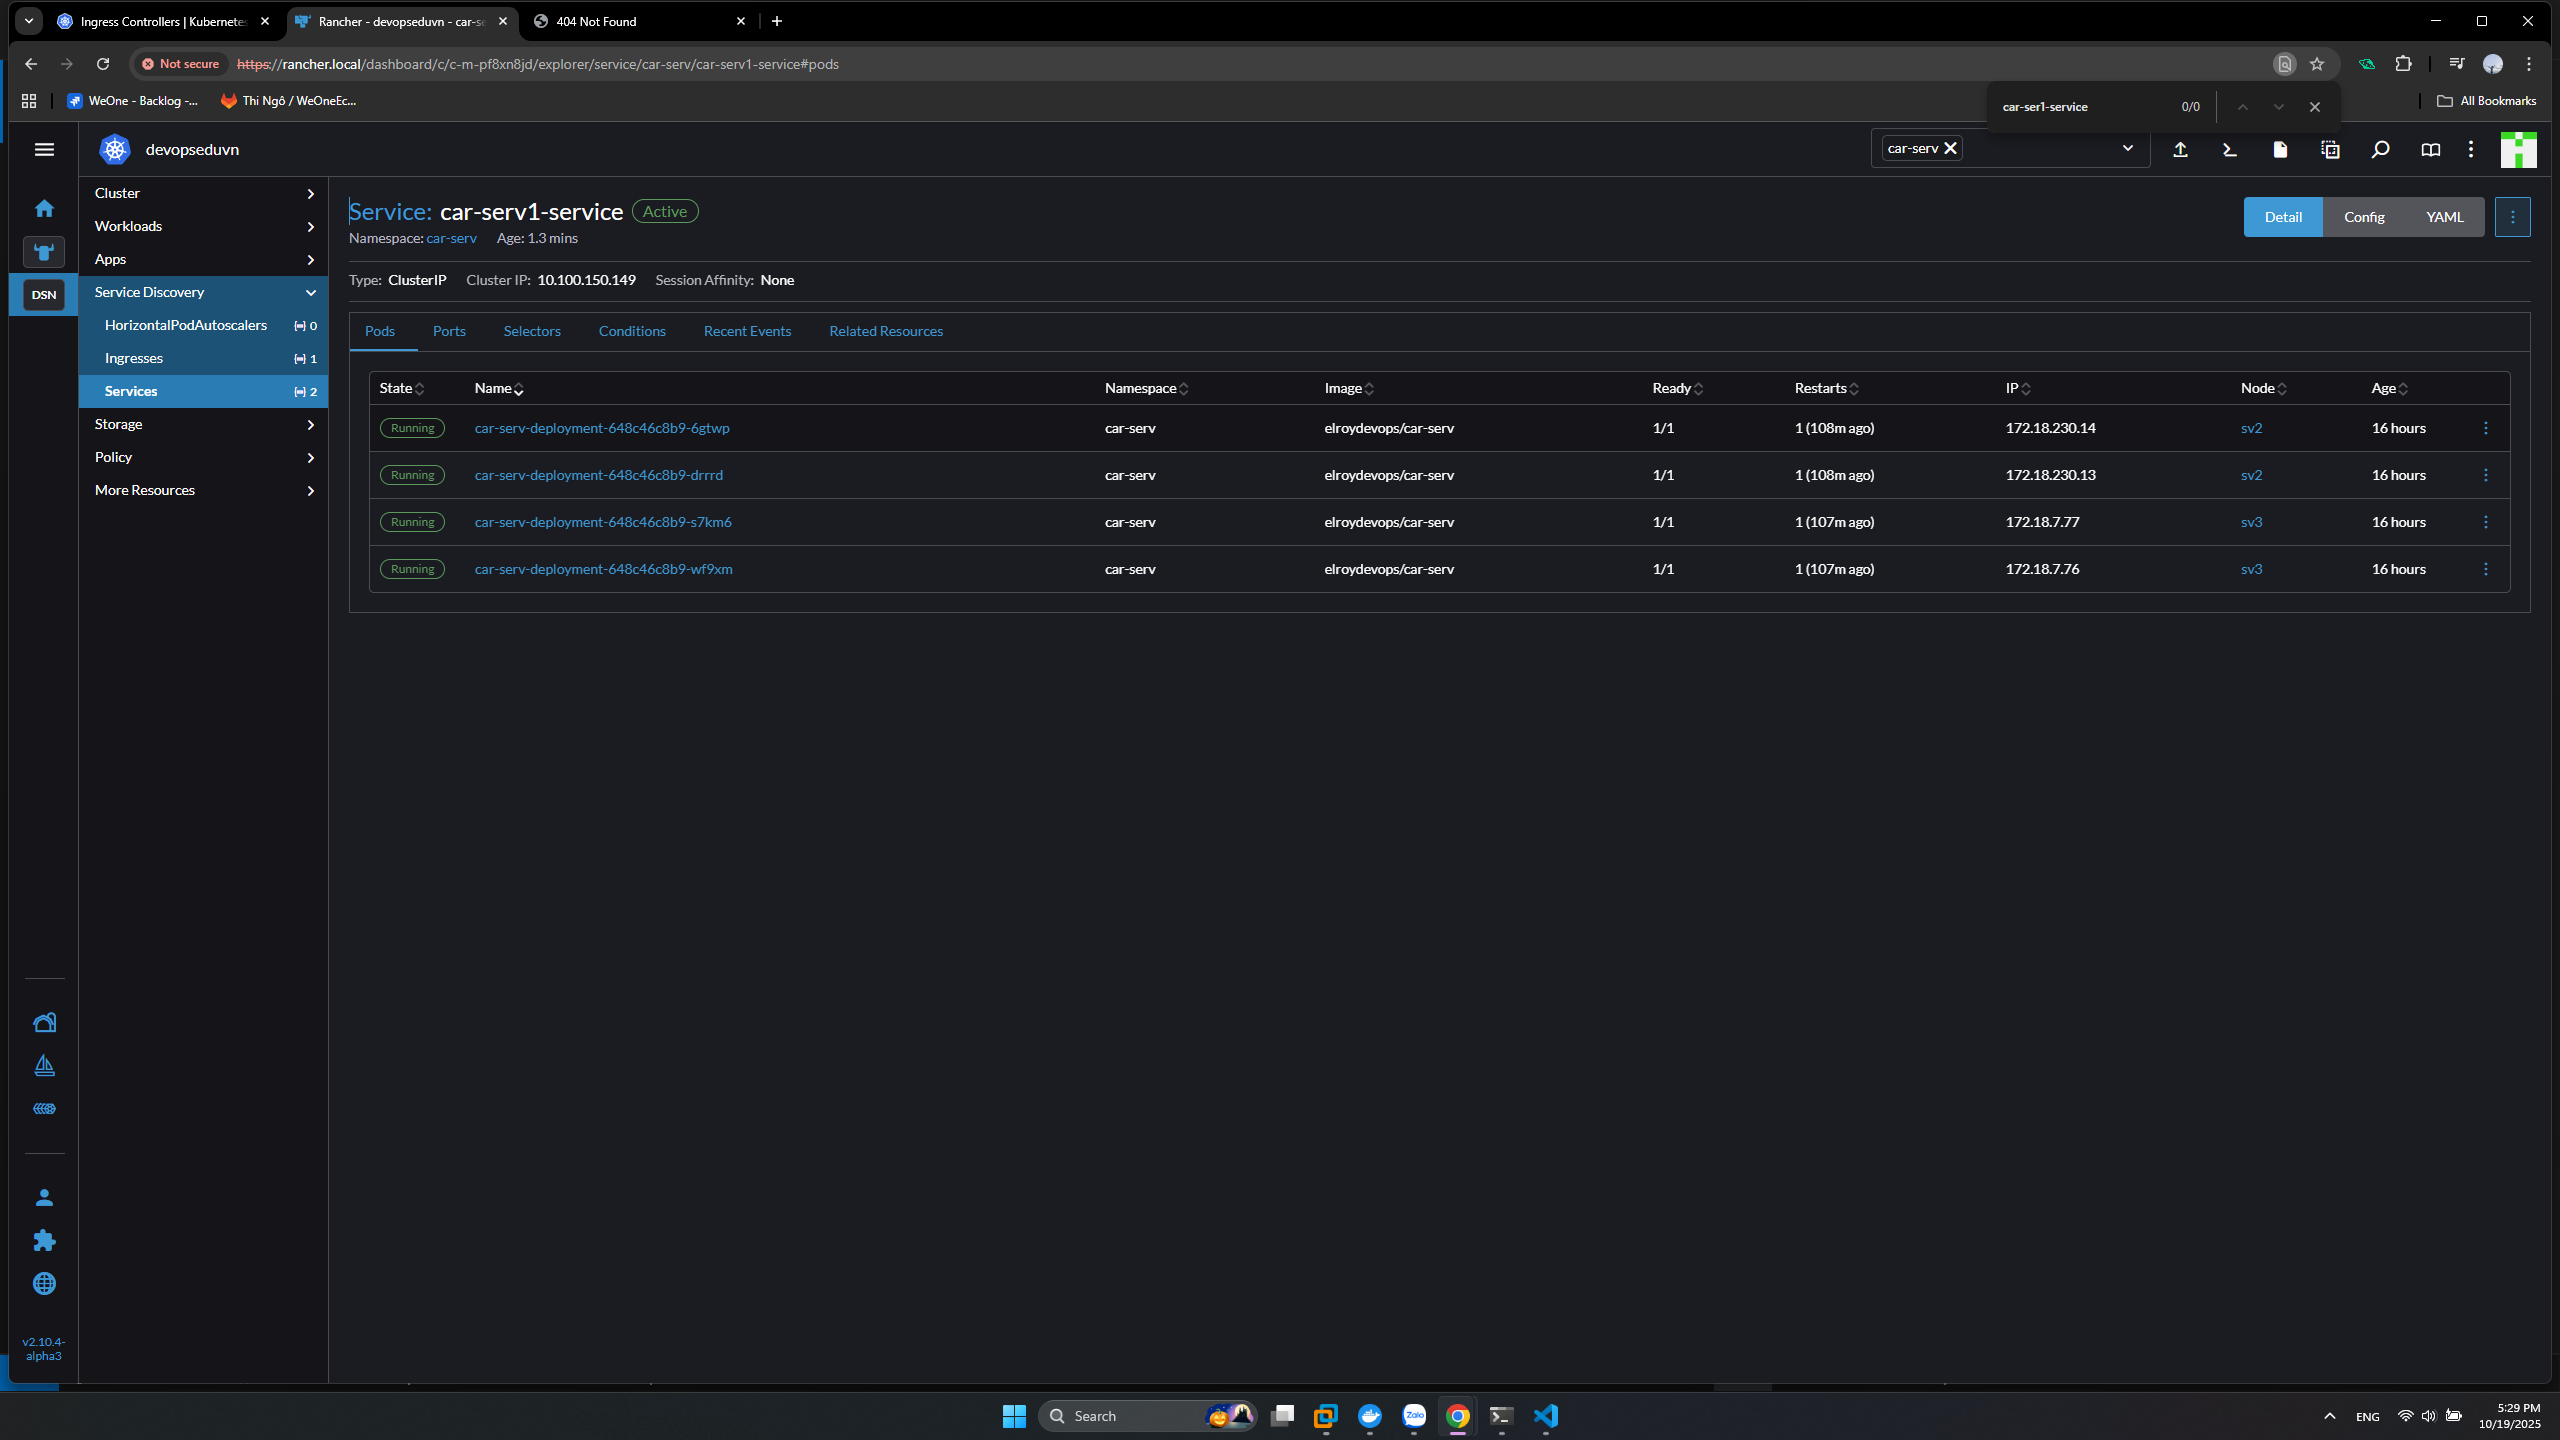 Ingress Controllers | Kubernetes
Rancher - devopseduvn - car-se
404 Not Found
Not secure https://rancher.local/dashboard/c/c-m-pf8xn8jd/explorer/service/car-serv/car-serv1-service#pods
WeOne - Backlog -...
Thi Ngô / WeOneEc...
car-ser1-service 0/0
All Bookmarks
devopseduvn
car-serv
DSN
Cluster
Workloads
Apps
Service Discovery
HorizontalPodAutoscalers 0
Ingresses 1
Services 2
Storage
Policy
More Resources
v2.10.4-
alpha3
Service: car-serv1-service Active
Namespace: car-serv Age: 1.3 mins
Detail Config YAML
Type: ClusterIP Cluster IP: 10.100.150.149 Session Affinity: None
Pods Ports Selectors Conditions Recent Events Related Resources
State Name Namespace Image Ready Restarts IP Node Age
Running car-serv-deployment-648c46c8b9-6gtwp car-serv elroydevops/car-serv 1/1 1 (108m ago) 172.18.230.14 sv2 16 hours
Running car-serv-deployment-648c46c8b9-drrrd car-serv elroydevops/car-serv 1/1 1 (108m ago) 172.18.230.13 sv2 16 hours
Running car-serv-deployment-648c46c8b9-s7km6 car-serv elroydevops/car-serv 1/1 1 (107m ago) 172.18.7.77 sv3 16 hours
Running car-serv-deployment-648c46c8b9-wf9xm car-serv elroydevops/car-serv 1/1 1 (107m ago) 172.18.7.76 sv3 16 hours
Search
Zalo
ENG
5:29 PM
10/19/2025